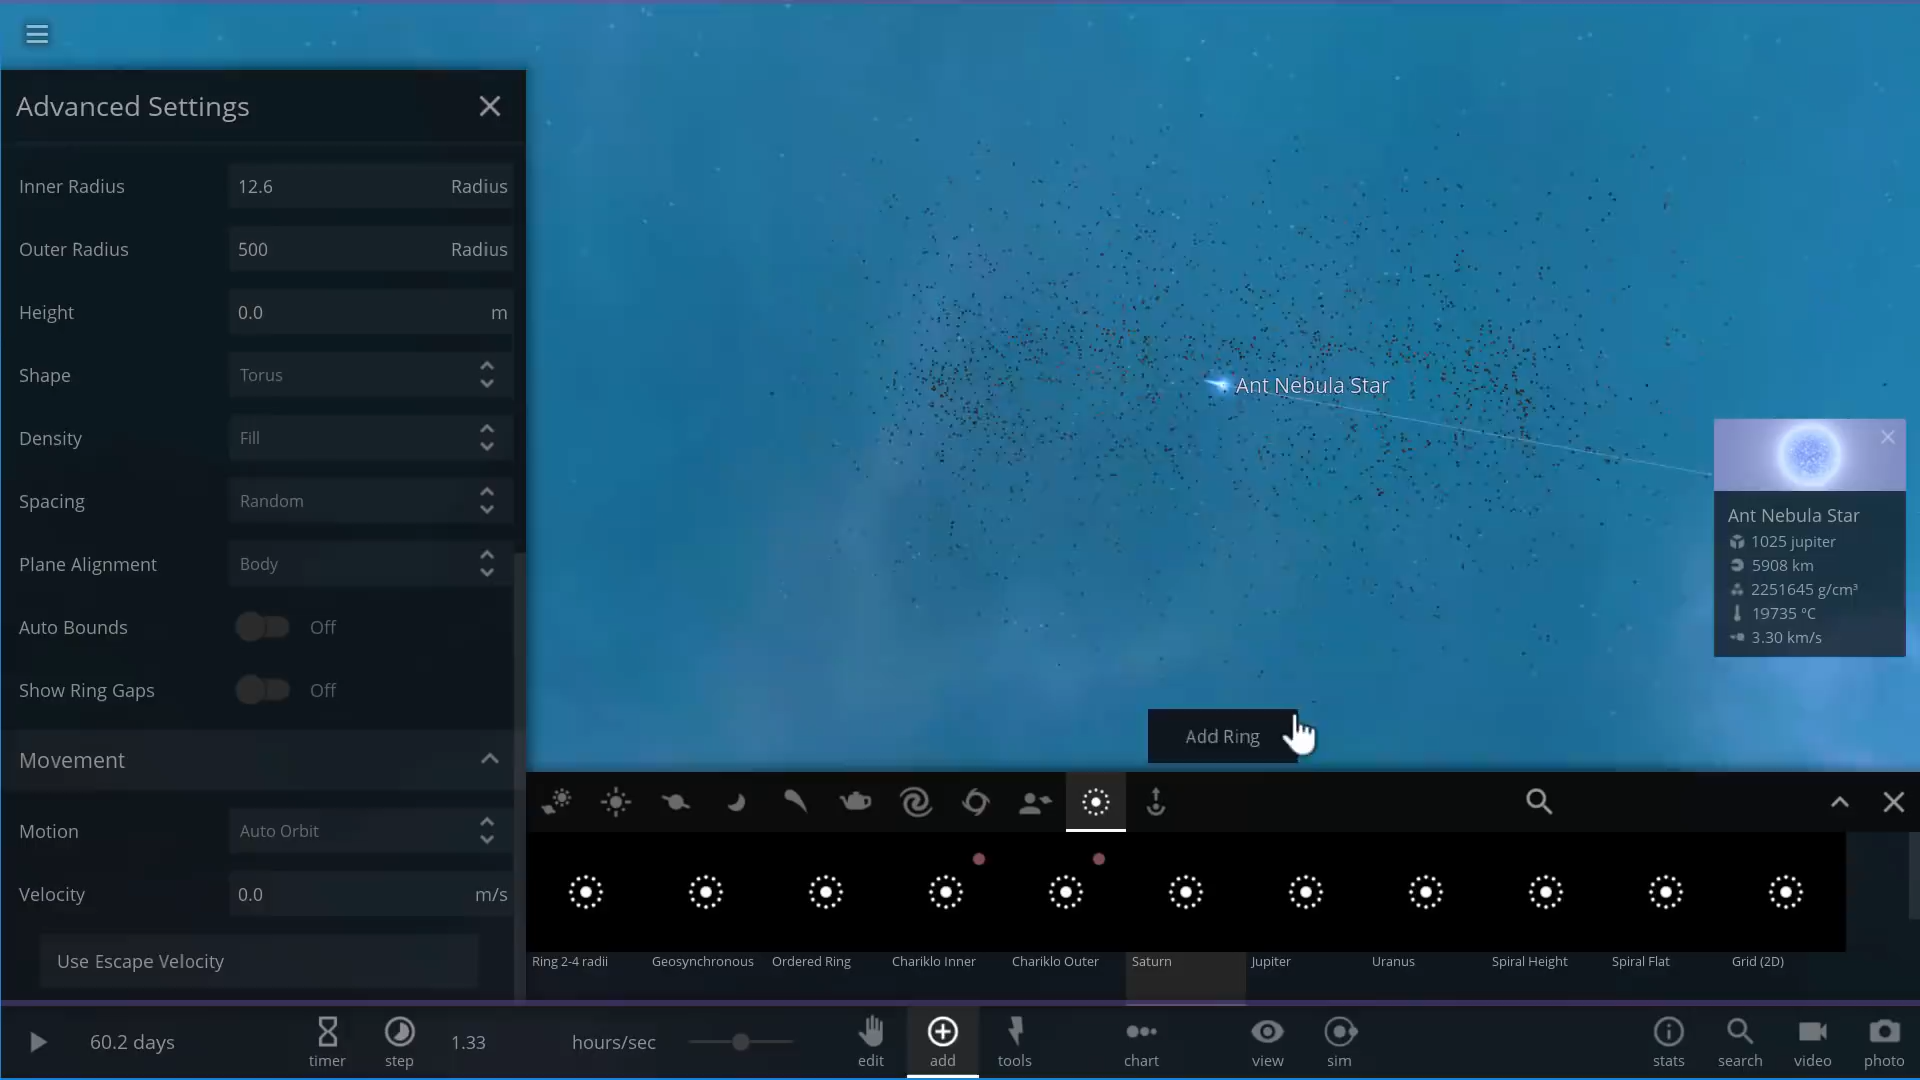 Advanced Settings
Inner Radius 12.6 Radius
Outer Radius 500 Radius
Height 0.0 m
Shape Torus
Density Fill
Spacing Random
Plane Alignment Body
Auto Bounds Off
Show Ring Gaps Off
Movement
Motion Auto Orbit
Velocity 0.0 m/s
Use Escape Velocity
Ant Nebula Star
Ant Nebula Star
1025 jupiter
5908 km
2251645 g/cm³
19735 °C
3.30 km/s
Add Ring
Ring 2-4 radii Geosynchronous Ordered Ring Chariklo Inner Chariklo Outer Saturn Jupiter Uranus Spiral Height Spiral Flat Grid (2D)
60.2 days timer step 1.33 hours/sec edit add tools chart view sim stats search video photo